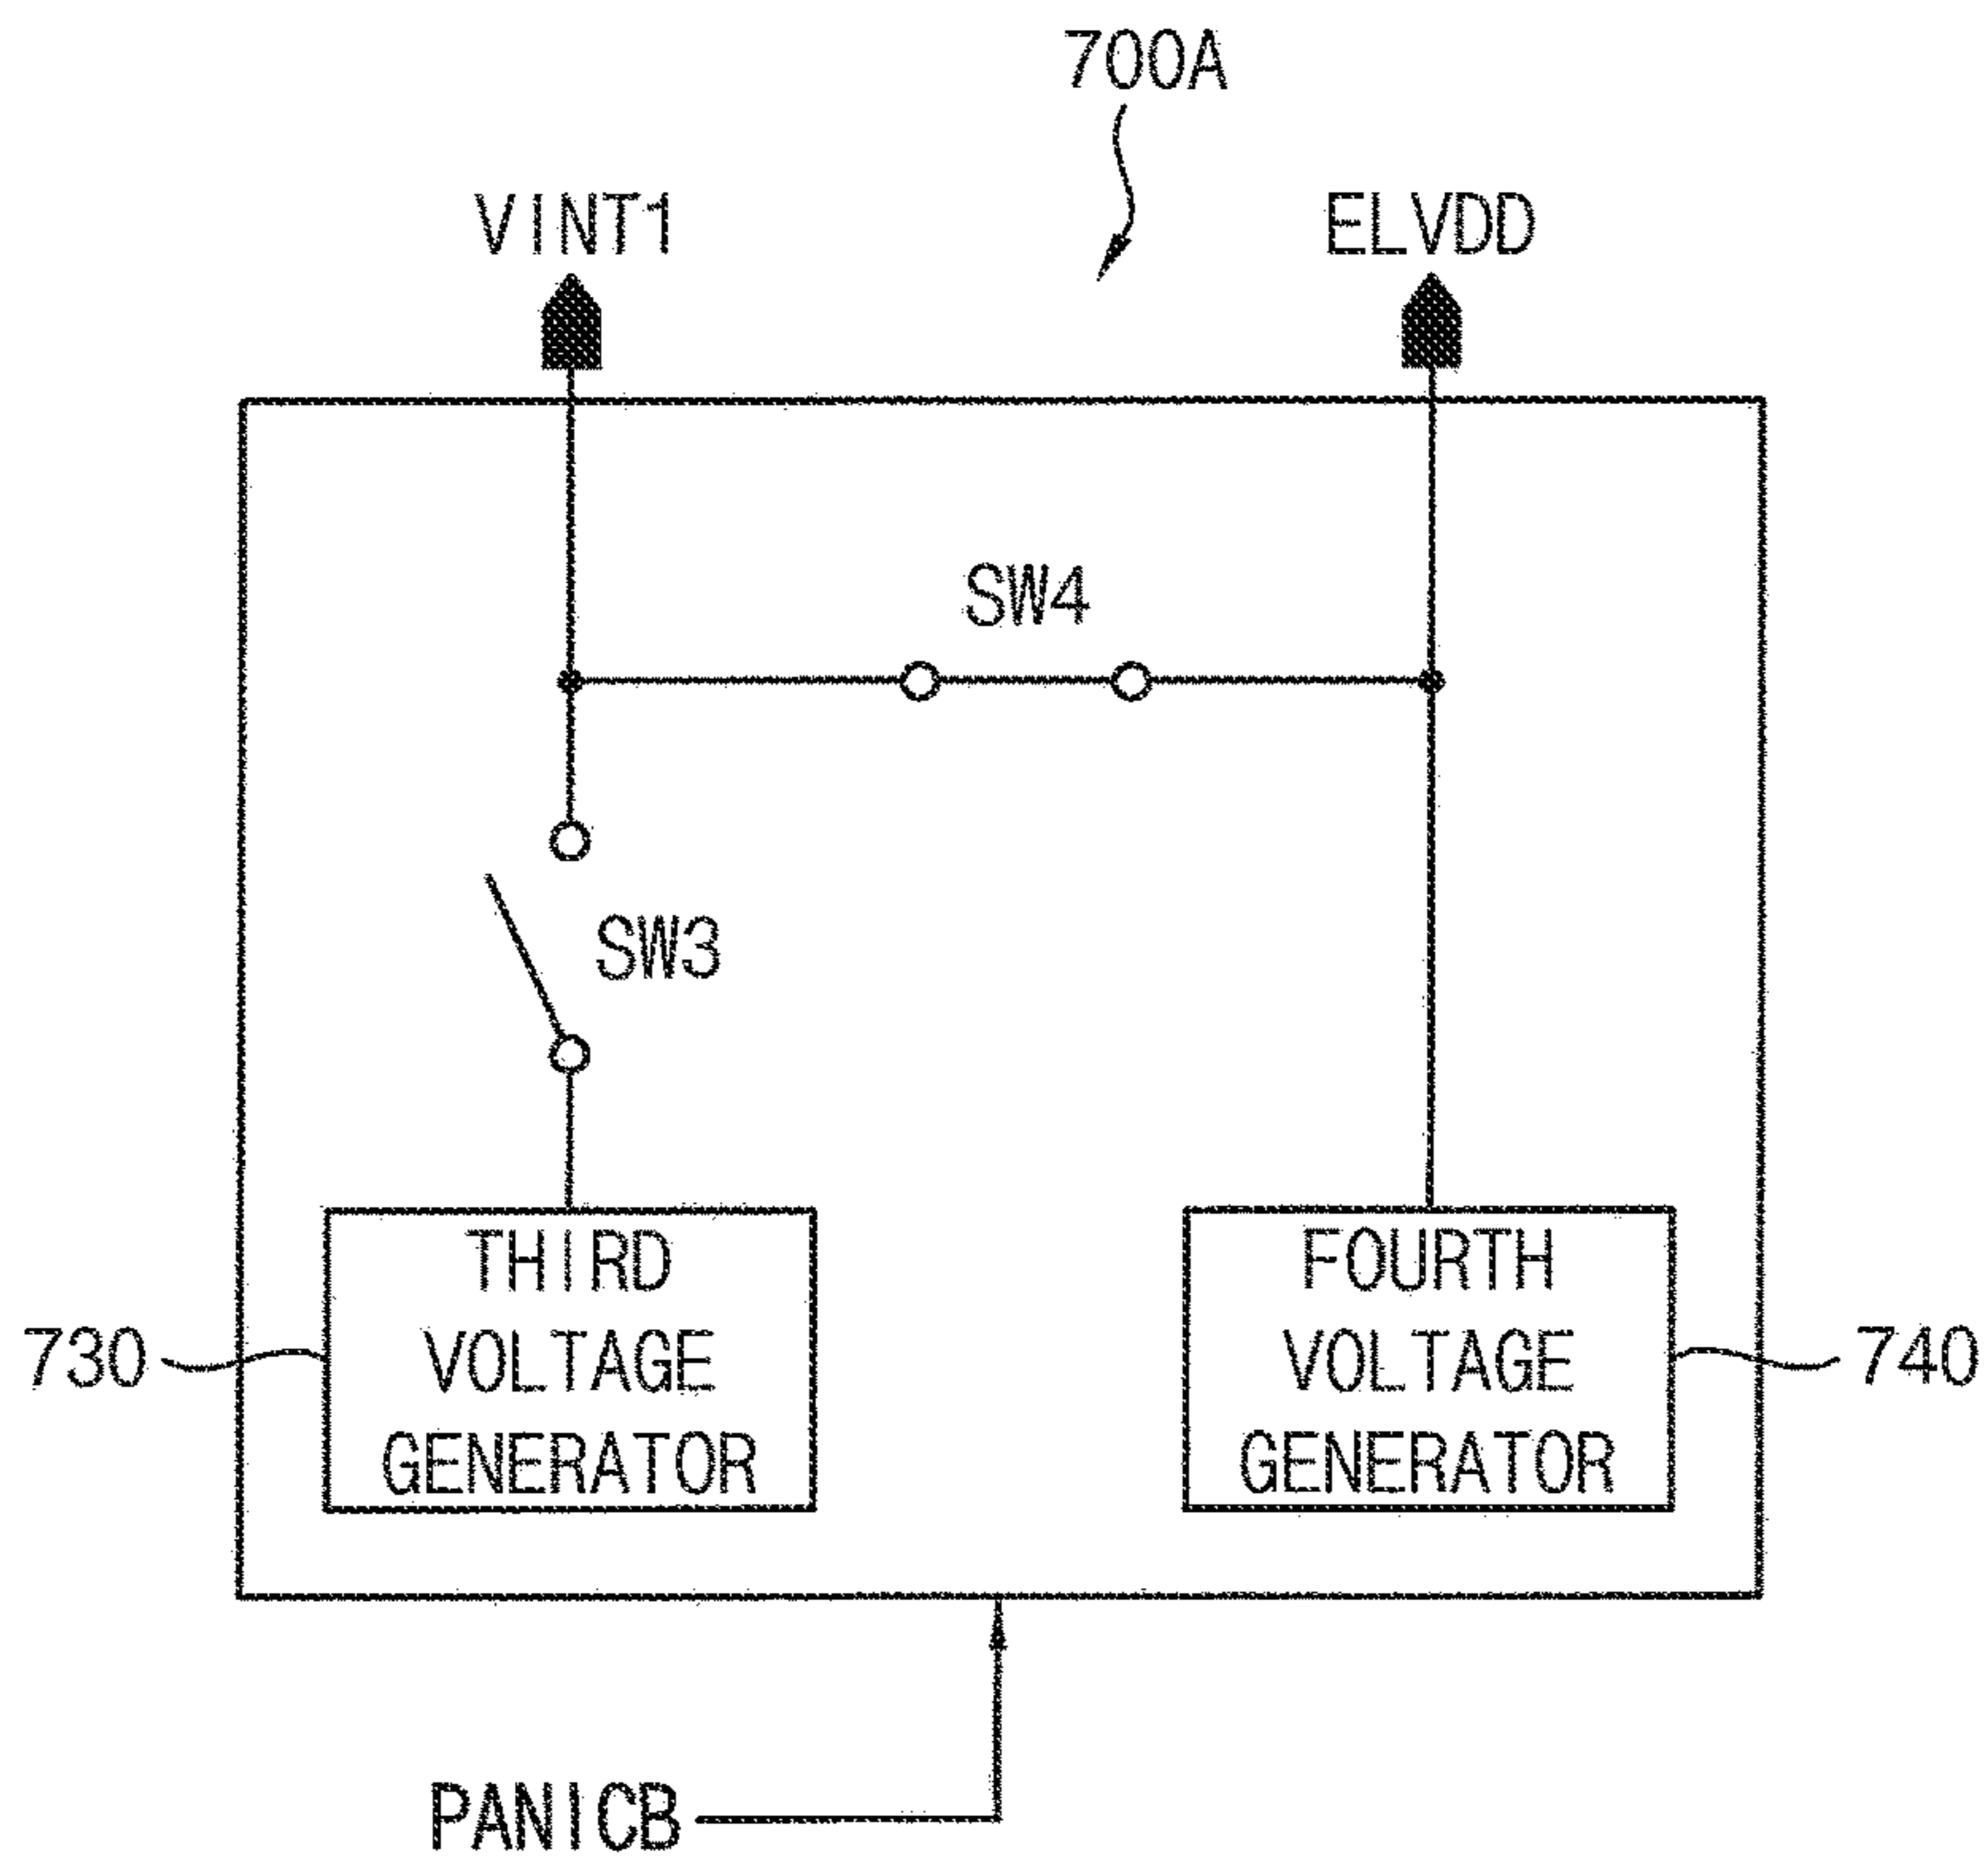 700A
VINT1
ELVDD
SW4
SW3
THIRD
VOLTAGE
GENERATOR
FOURTH
VOLTAGE
GENERATOR
730
740
PANICB